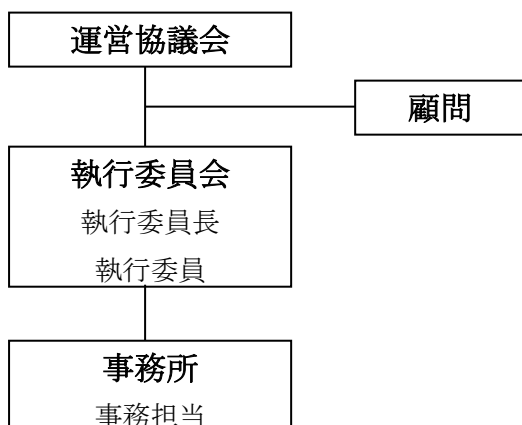 運営協議会
顧問
執行委員会
執行委員長
執行委員
事務所
事務担当